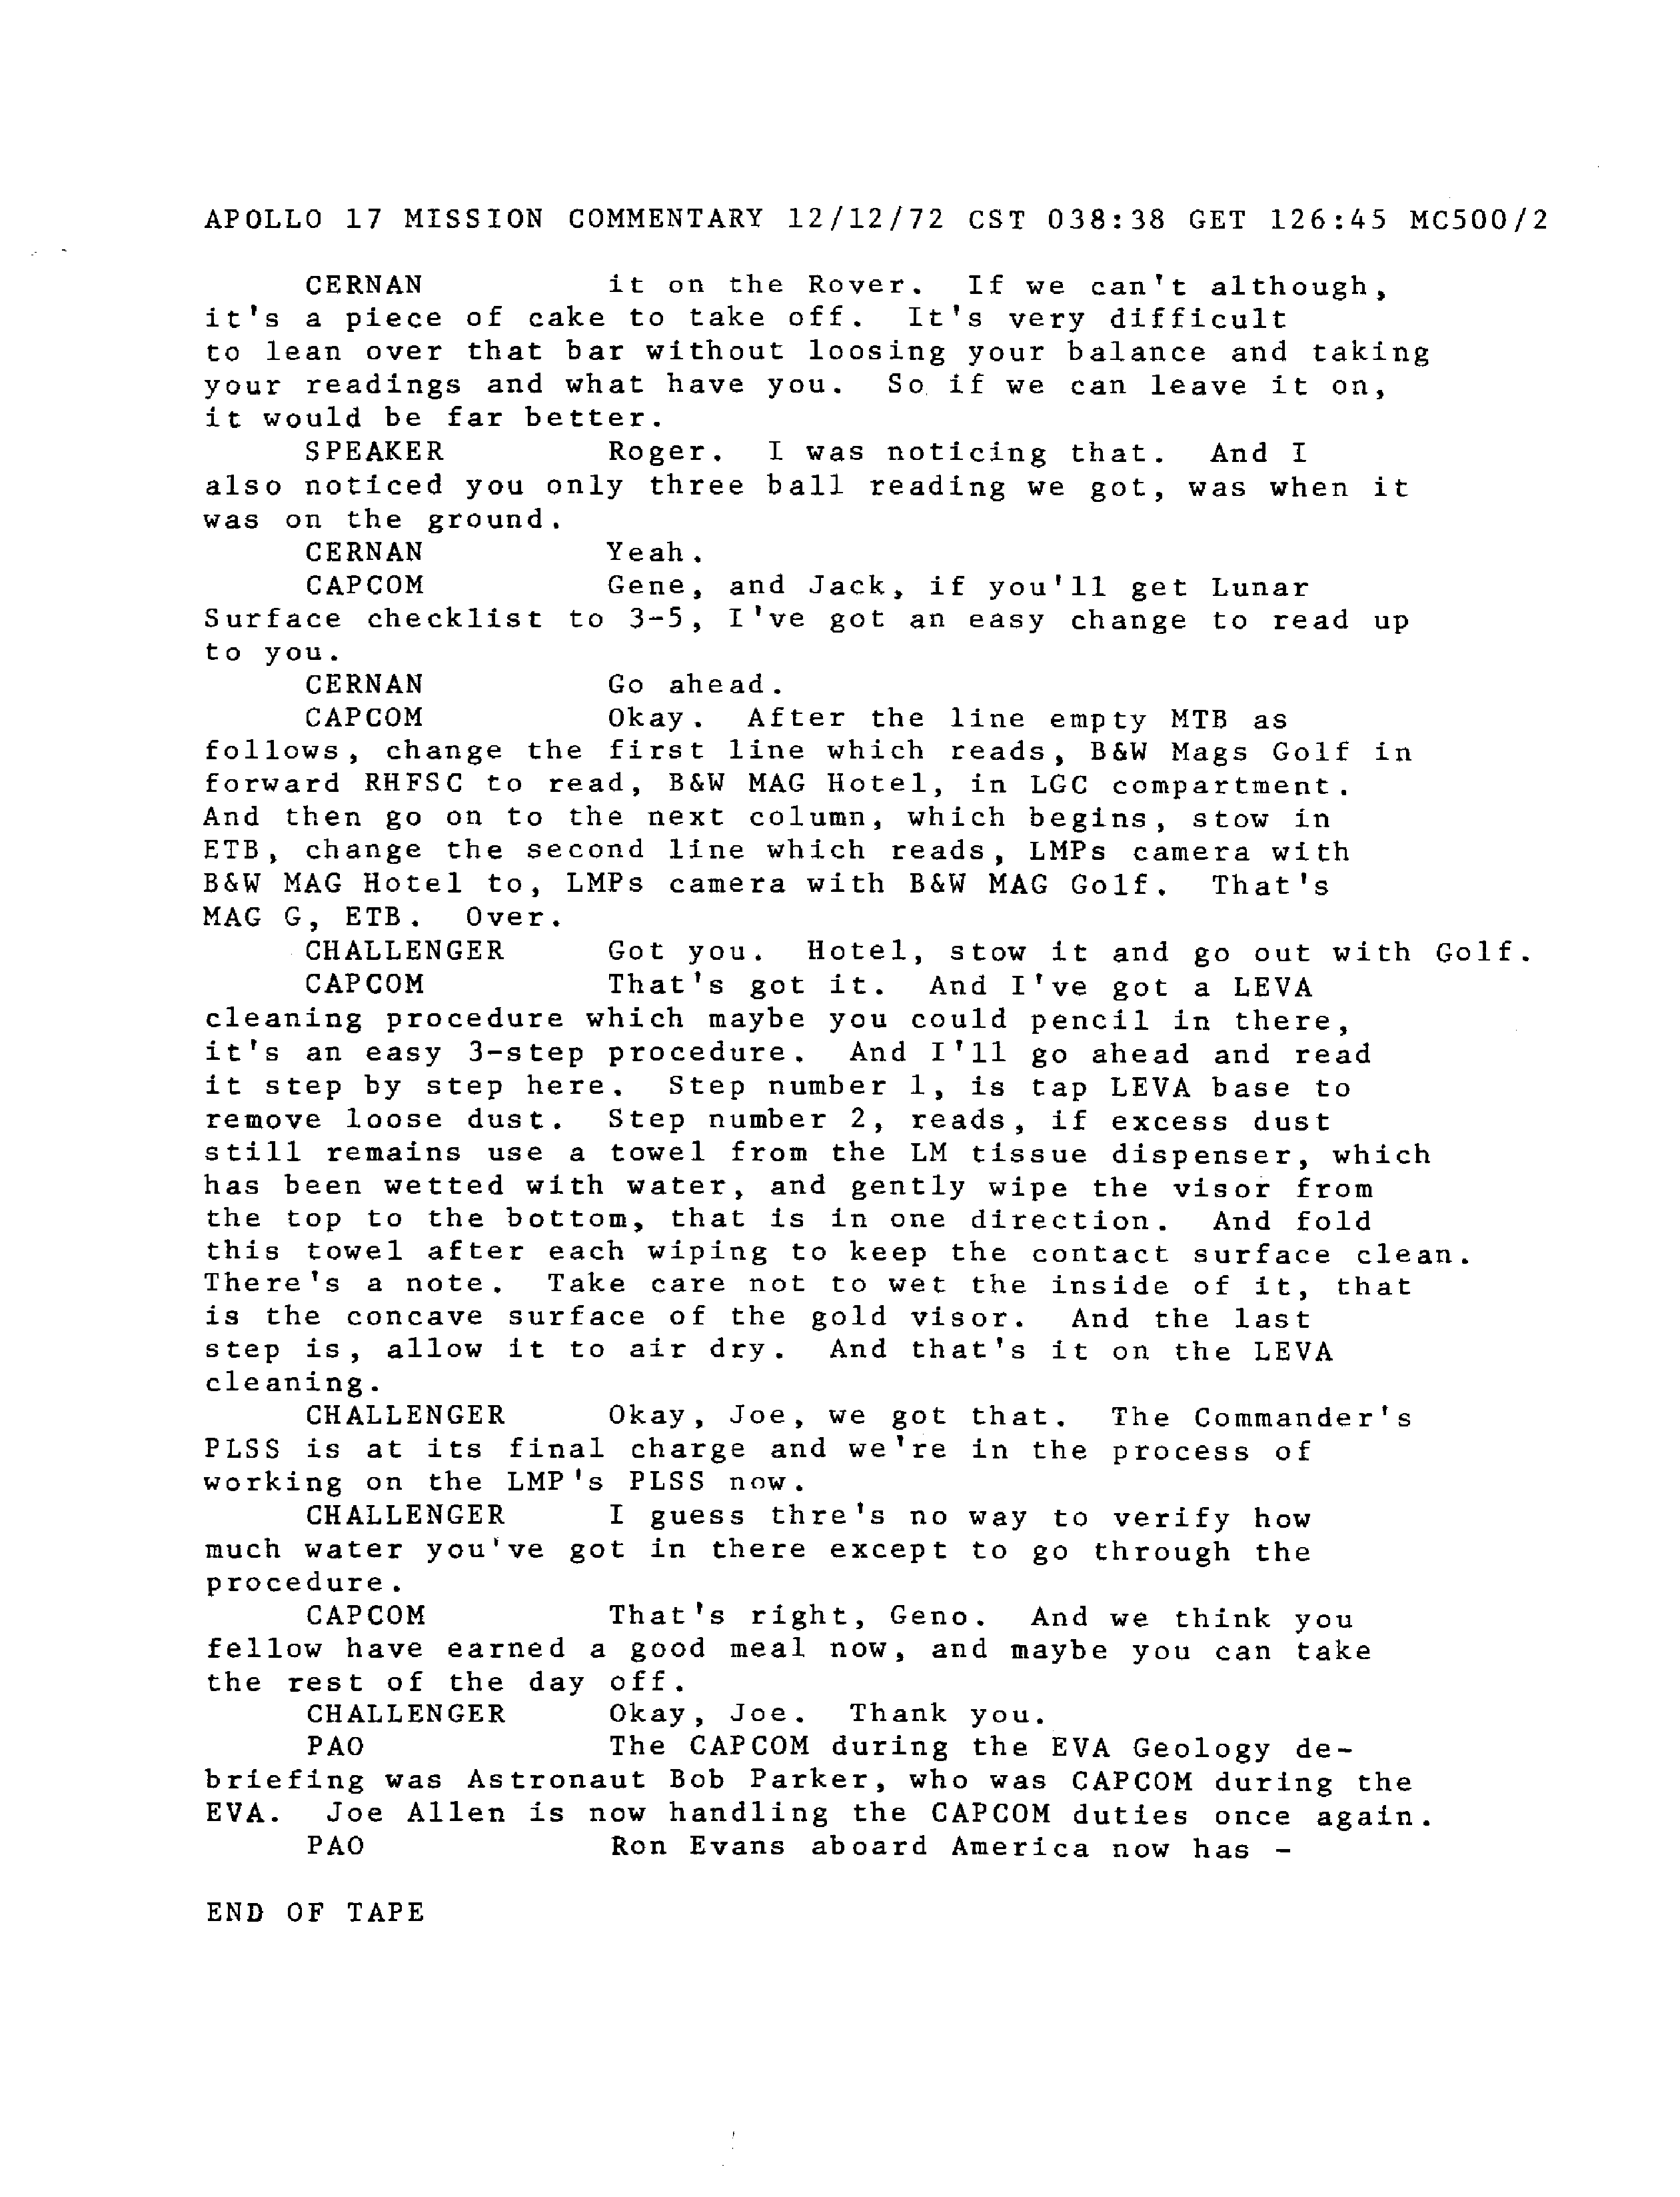 APOLLO 17 MISSION COMMENTARY 12/12/72 CST 038:38 GET 126:45 MC500/2
CERNAN it on the Rover. If we can't although,
it's a piece of cake to take off. It's very difficult
to lean over that bar without loosing your balance and taking
your readings and what have you. So if we can leave it on,
it would be far better.
SPEAKER Roger. I was noticing that. And I
also noticed you only three ball reading we got, was when it
was on the ground.
CERNAN Yeah.
CAPCOM Gene, and Jack, if you'll get Lunar
Surface checklist to 3-5, I've got an easy change to read up
to you.
CERNAN Go ahead.
CAPCOM Okay. After the line empty MTB as
follows, change the first line which reads, B&W Mags Golf in
forward RHFSC to read, B&W MAG Hotel, in LGC compartment.
And then go on to the next column, which begins, stow in
ETB, change the second line which reads, LMPs camera with
B&W MAG Hotel to, LMPs camera with B&W MAG Golf. That's
MAG G, ETB. Over.
CHALLENGER Got you. Hotel, stow it and go out with Golf.
CAPCOM That's got it. And I've got a LEVA
cleaning procedure which maybe you could pencil in there,
it's an easy 3-step procedure. And I'll go ahead and read
it step by step here. Step number 1, is tap LEVA base to
remove loose dust. Step number 2, reads, if excess dust
still remains use a towel from the LM tissue dispenser, which
has been wetted with water, and gently wipe the visor from
the top to the bottom, that is in one direction. And fold
this towel after each wiping to keep the contact surface clean.
There's a note. Take care not to wet the inside of it, that
is the concave surface of the gold visor. And the last
step is, allow it to air dry. And that's it on the LEVA
cleaning.
CHALLENGER Okay, Joe, we got that. The Commander's
PLSS is at its final charge and we're in the process of
working on the LMP's PLSS now.
CHALLENGER I guess thre's no way to verify how
much water you've got in there except to go through the
procedure.
CAPCOM That's right, Geno. And we think you
fellow have earned a good meal now, and maybe you can take
the rest of the day off.
CHALLENGER Okay, Joe. Thank you.
PAO The CAPCOM during the EVA Geology de-
briefing was Astronaut Bob Parker, who was CAPCOM during the
EVA. Joe Allen is now handling the CAPCOM duties once again.
PAO Ron Evans aboard America now has -
END OF TAPE